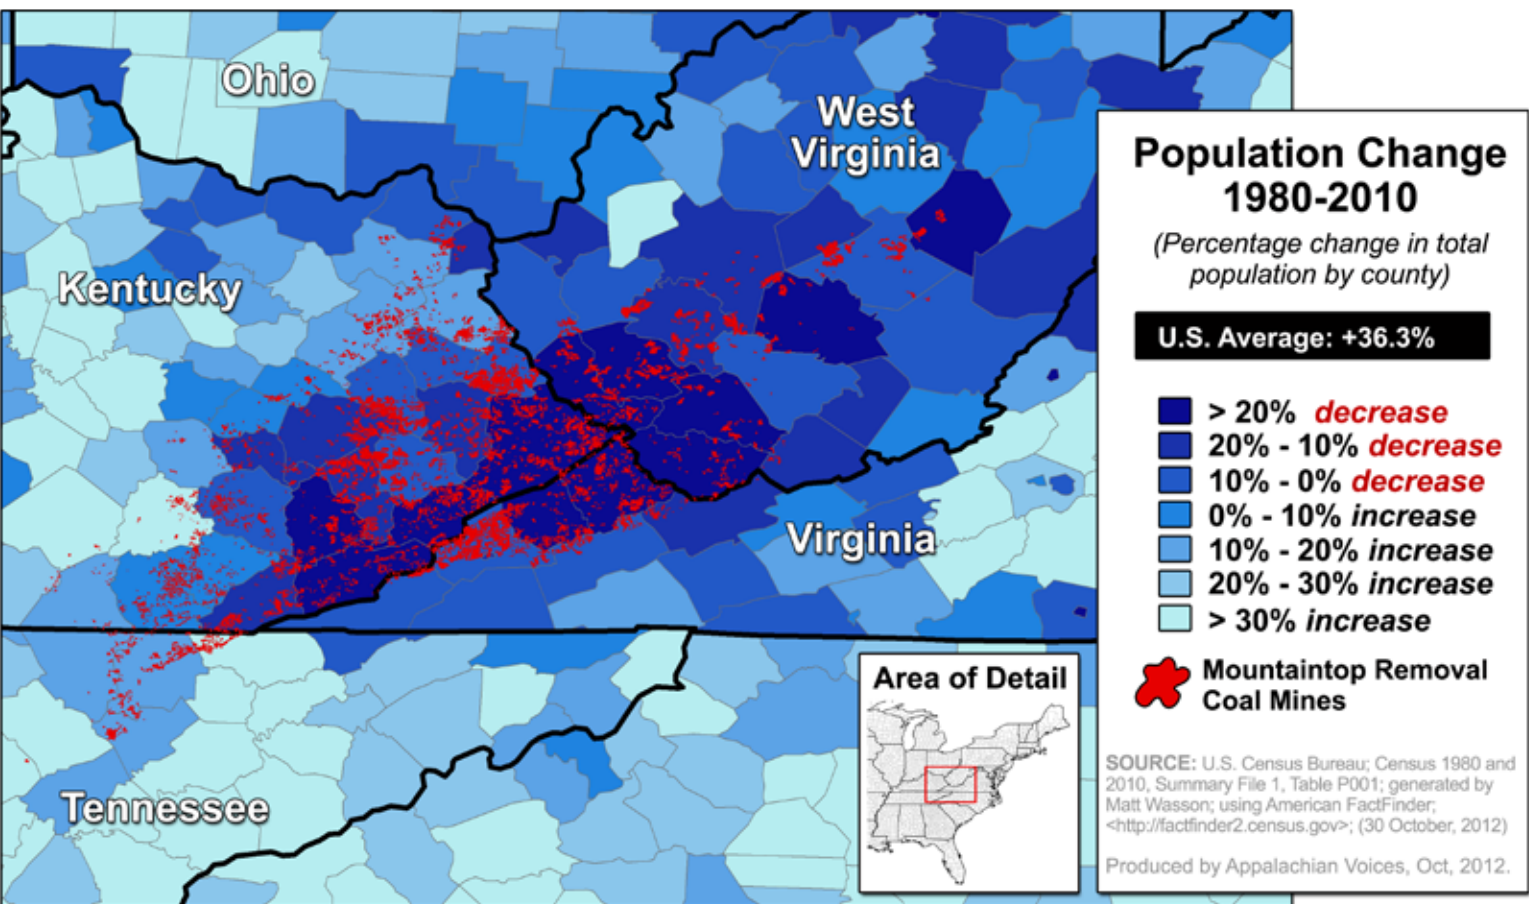 Ohio
West
Virginia
Kentucky
Virginia
Tennessee
Population Change
1980-2010
(Percentage change in total
population by county)
U.S. Average: +36.3%
> 20% decrease
20% - 10% decrease
10% - 0% decrease
0% - 10% increase
10% - 20% increase
20% - 30% increase
> 30% increase
Mountaintop Removal
Coal Mines
Area of Detail
SOURCE: U.S. Census Bureau; Census 1980 and
2010, Summary File 1, Table P001; generated by
Matt Wasson; using American FactFinder;
<http://factfinder2.census.gov>; (30 October, 2012)
Produced by Appalachian Voices, Oct, 2012.